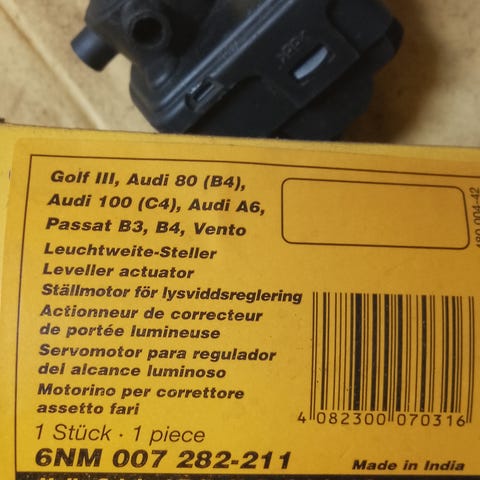 >PP<
Golf III, Audi 80 (B4),
Audi 100 (C4), Audi A6,
Passat B3, B4, Vento
Leuchtweite-Steller
Leveller actuator
Ställmotor för lysviddsreglering
Actionneur de correcteur
de portée lumineuse
Servomotor para regulador
del alcance luminoso
Motorino per correttore
assetto fari
1 Stück · 1 piece
6NM 007 282-211
4 082300 070316
Made in India